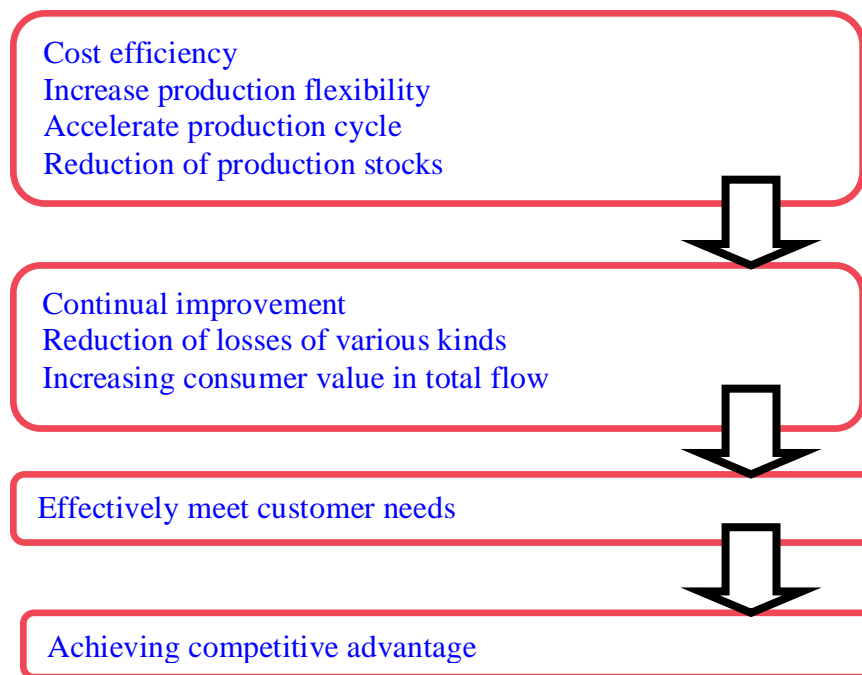 Cost efficiency
Increase production flexibility
Accelerate production cycle
Reduction of production stocks
Continual improvement
Reduction of losses of various kinds
Increasing consumer value in total flow
Effectively meet customer needs
Achieving competitive advantage